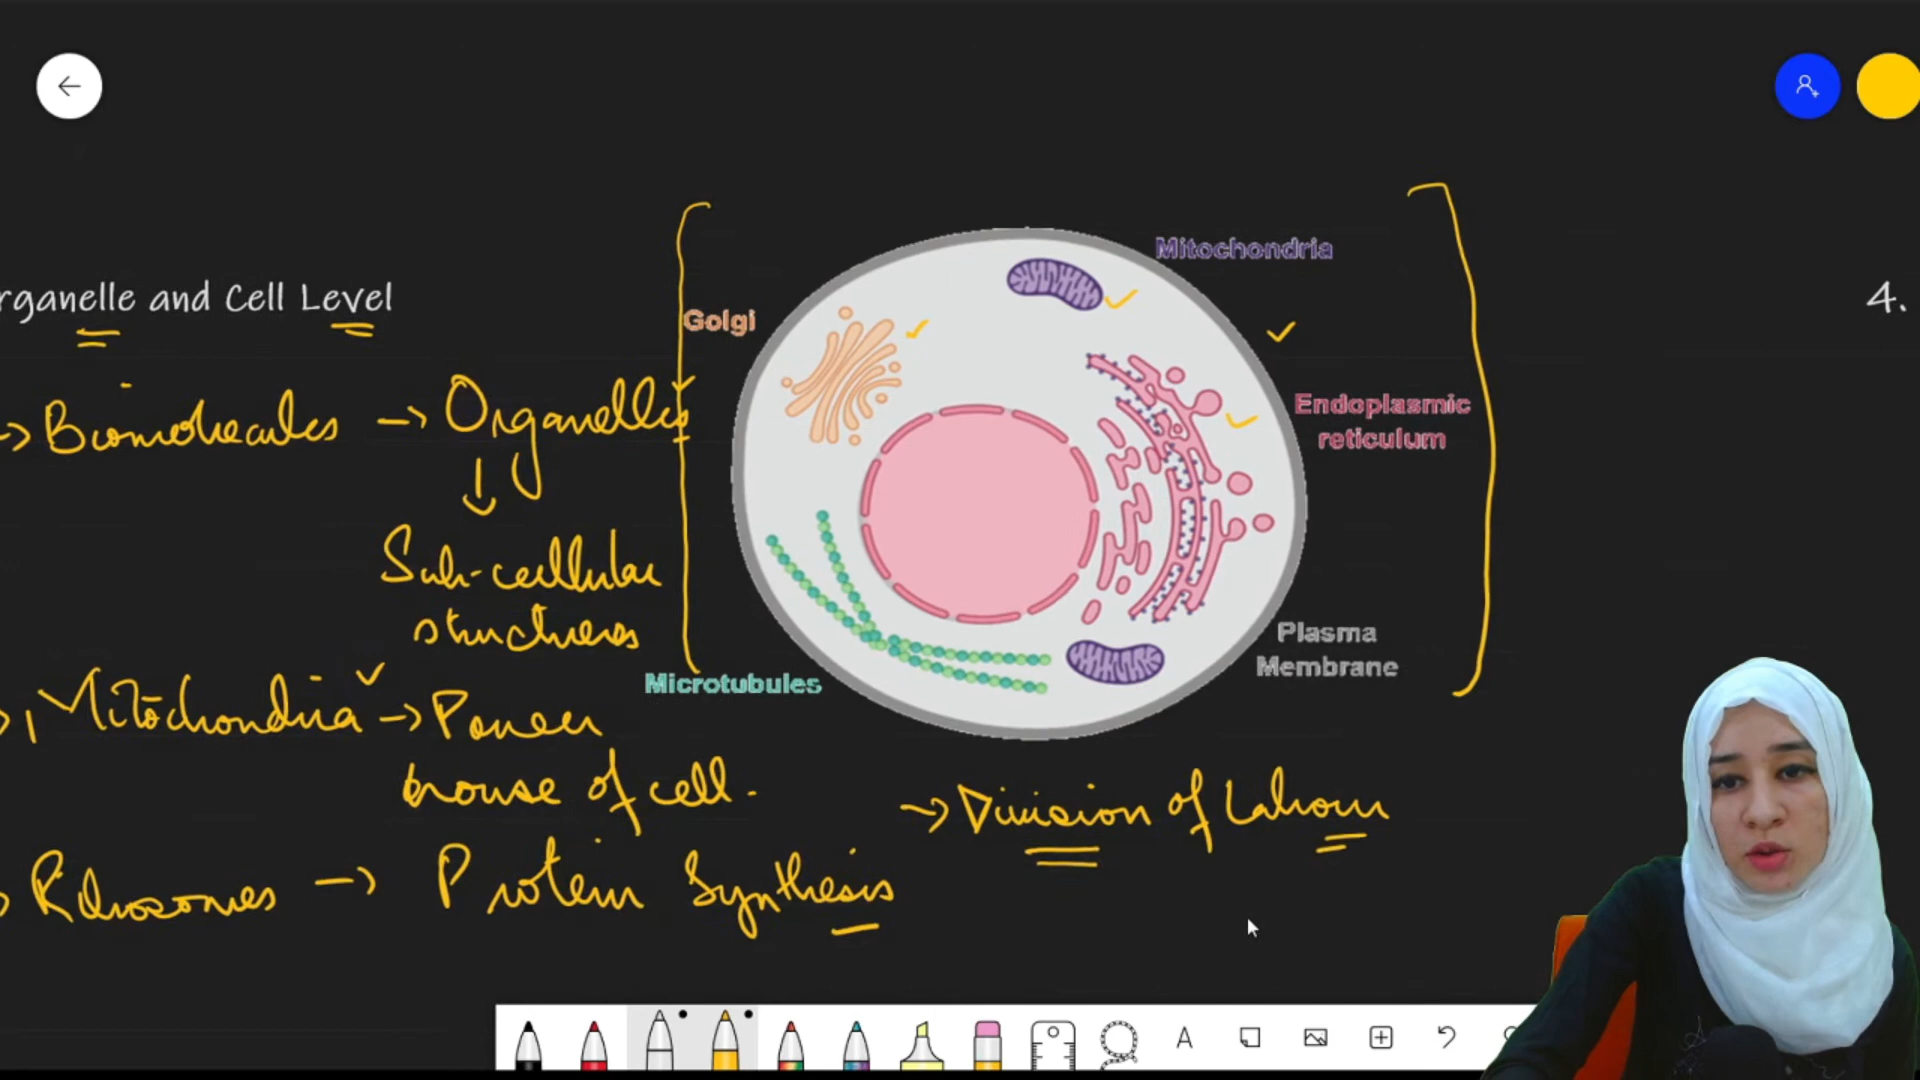 rganelle and Cell Level
4.
Mitochondria
Golgi
Endoplasmic
reticulum
→ Biomolecules → Organelles
↓
Sub-cellular
structures
Plasma
Membrane
Microtubules
1 Mitochondria → Power
house of cell.
→ Division of Labour
Ribosomes → Protein Synthesis
A